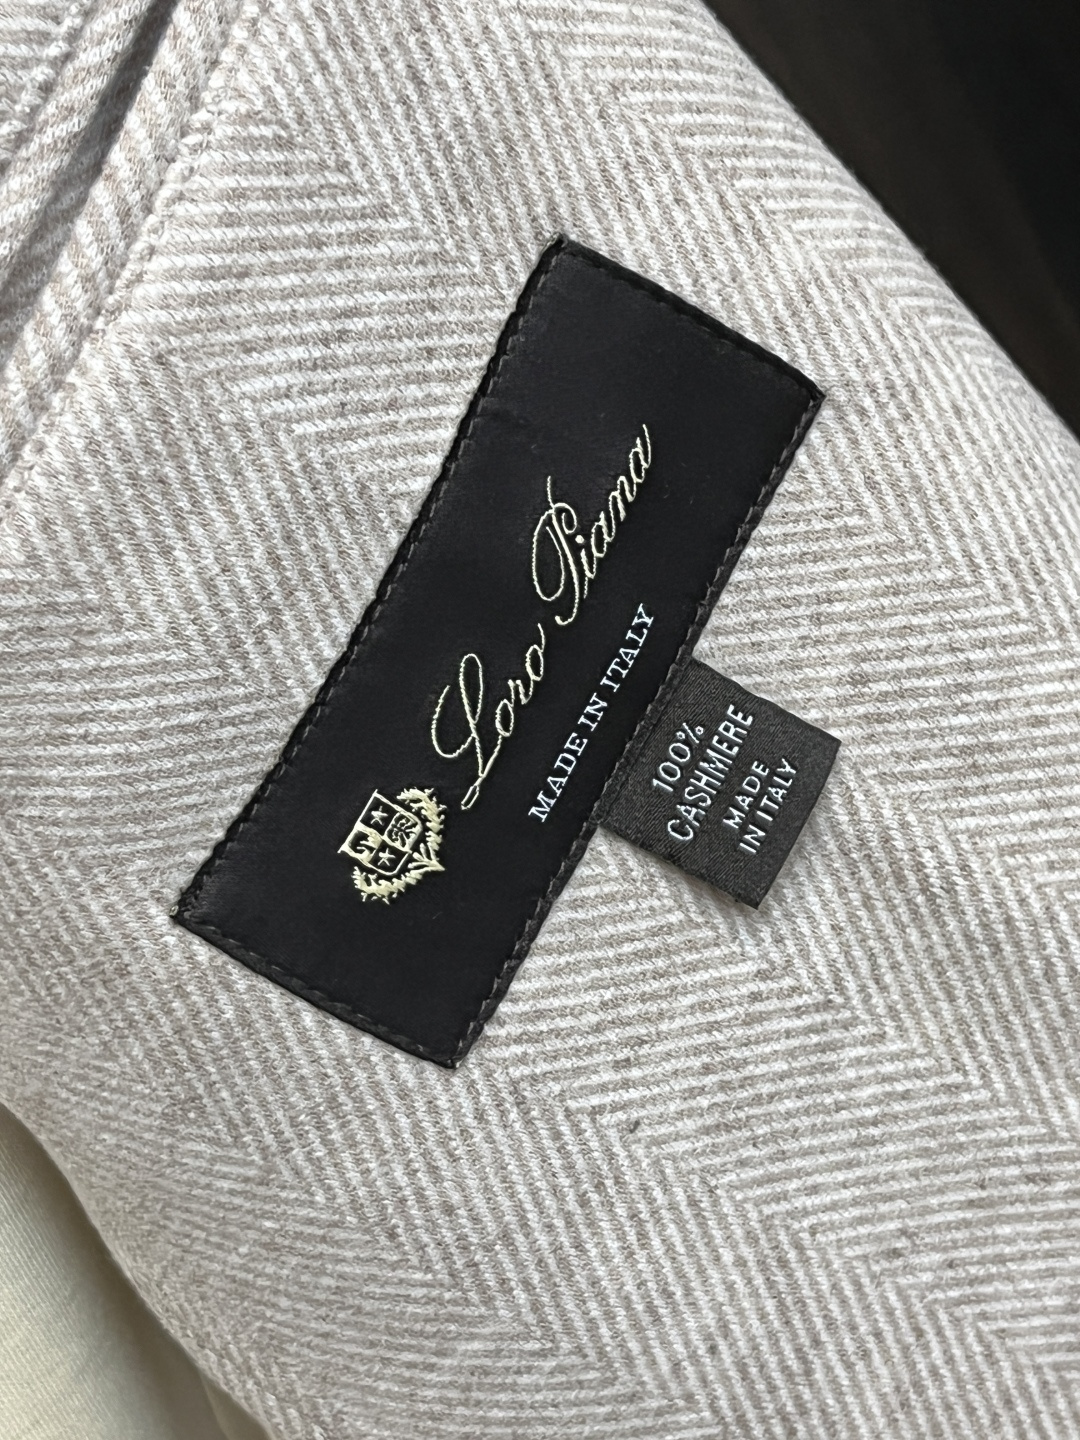 Loro Piana
MADE IN ITALY
100%
CASHMERE
MADE
IN ITALY